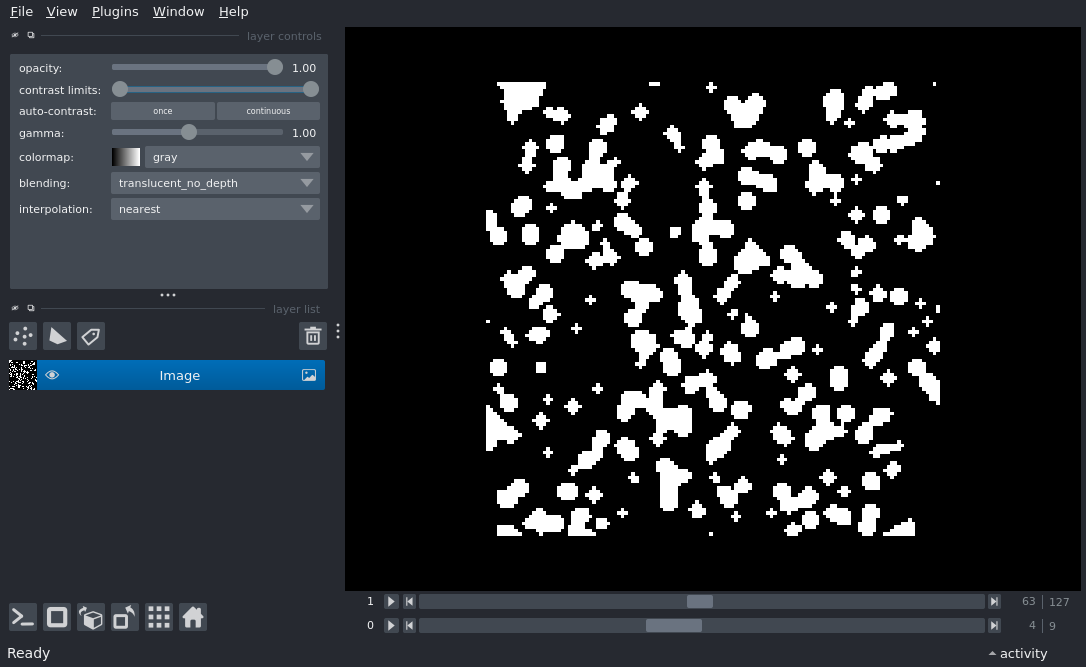 File View Plugins Window Help
layer controls
opacity: 1.00
contrast limits:
auto-contrast: once continuous
gamma: 1.00
colormap: gray
blending: translucent_no_depth
interpolation: nearest
layer list
Image
1 63 127
0 4 9
Ready activity